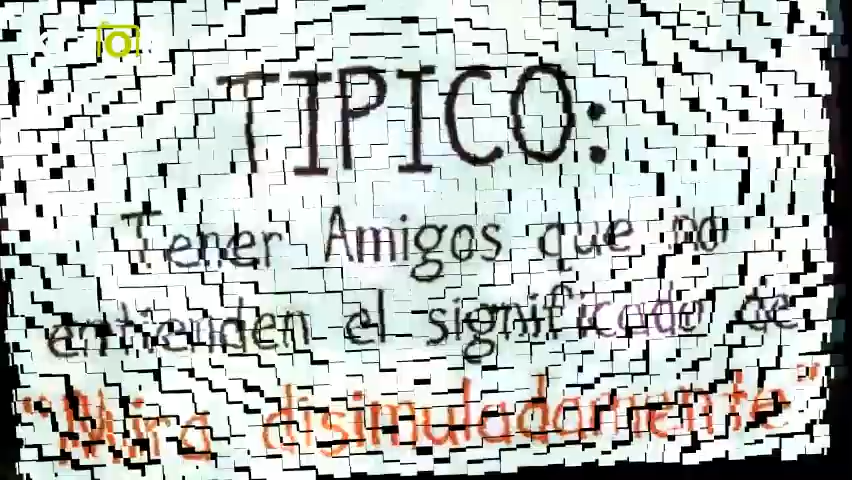 TIPICO:
Tener Amigos que no
entienden el significado de
"Mira disimuladamente"